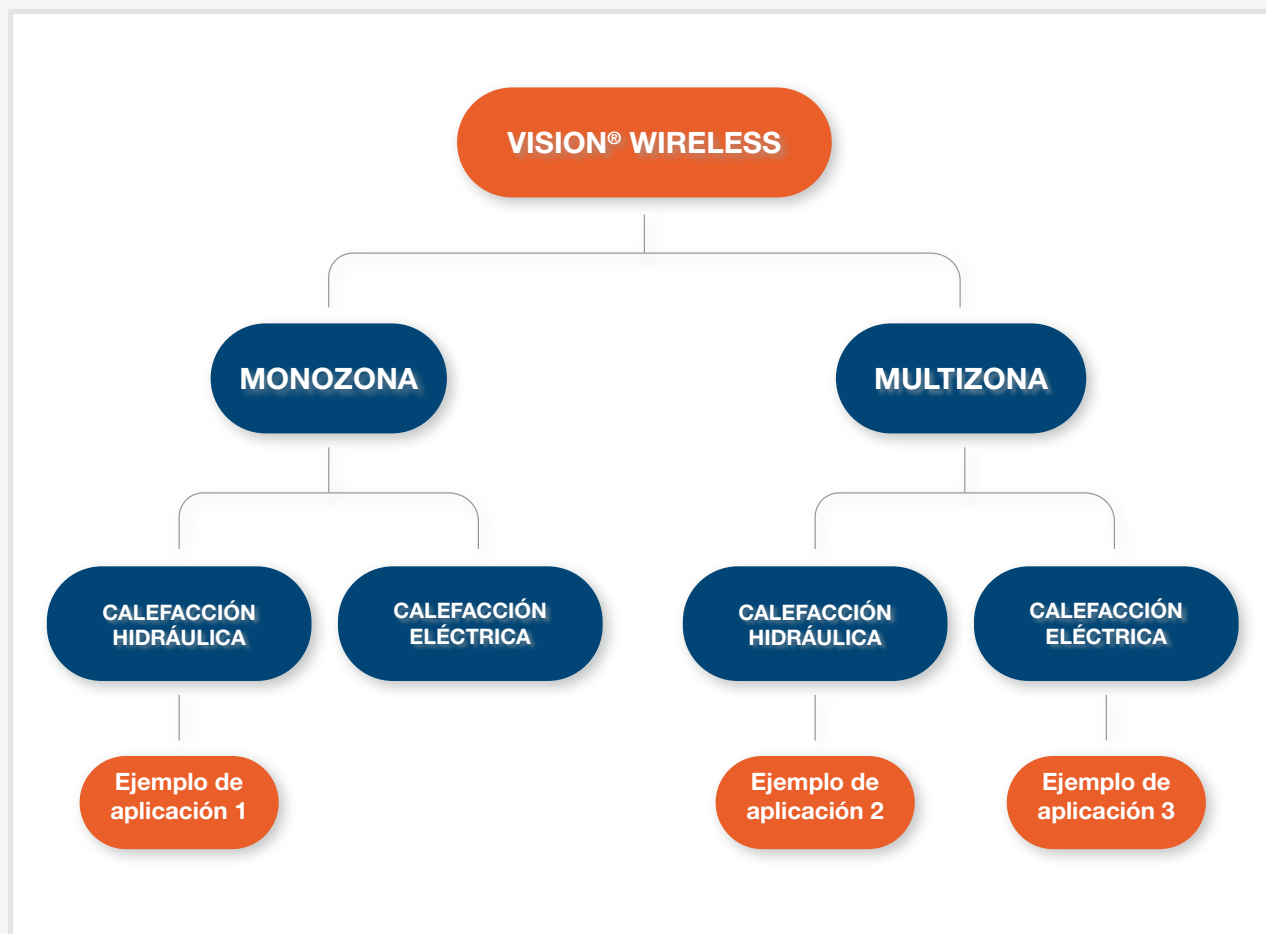 VISION® WIRELESS
MONOZONA
MULTIZONA
CALEFACCIÓN
HIDRÁULICA
CALEFACCIÓN
ELÉCTRICA
CALEFACCIÓN
HIDRÁULICA
CALEFACCIÓN
ELÉCTRICA
Ejemplo de
aplicación 1
Ejemplo de
aplicación 2
Ejemplo de
aplicación 3